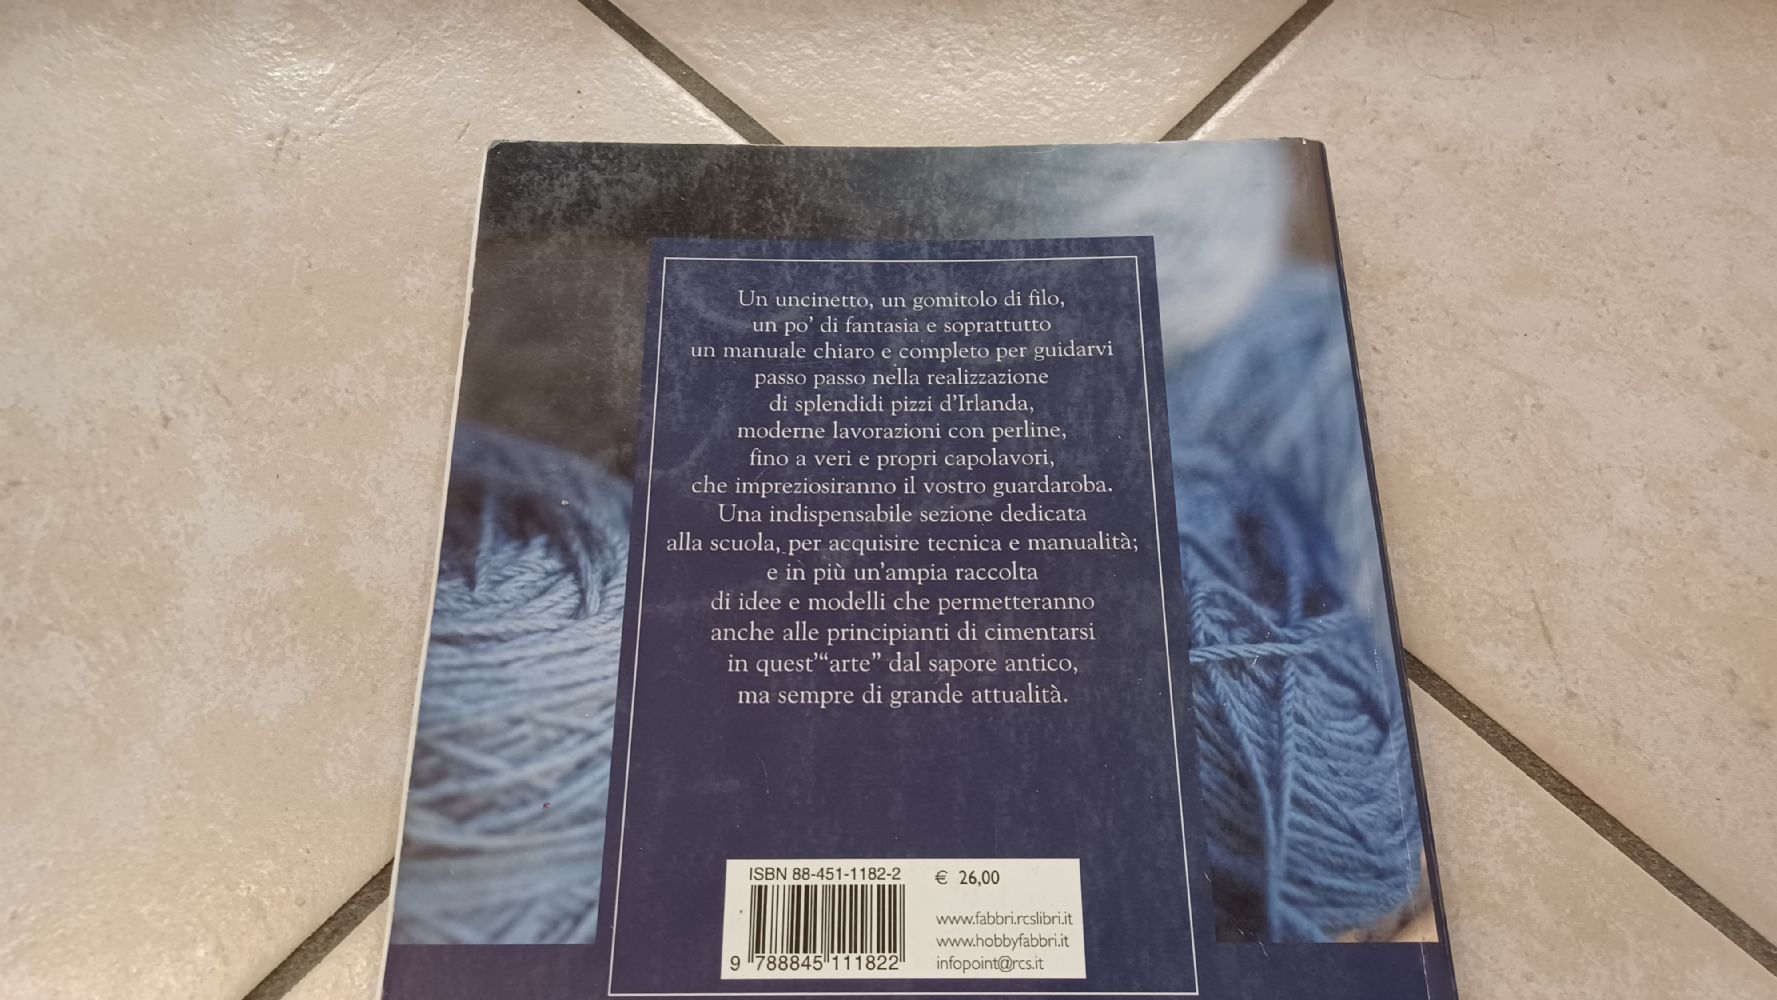 Un uncinetto, un gomitolo di filo,
un po’ di fantasia e soprattutto
un manuale chiaro e completo per guidarvi
passo passo nella realizzazione
di splendidi pizzi d’Irlanda,
moderne lavorazioni con perline,
fino a veri e propri capolavori,
che impreziosiranno il vostro guardaroba.
Una indispensabile sezione dedicata
alla scuola, per acquisire tecnica e manualità;
e in più un’ampia raccolta
di idee e modelli che permetteranno
anche alle principianti di cimentarsi
in quest’“arte” dal sapore antico,
ma sempre di grande attualità.
ISBN 88-451-1182-2
€ 26,00
www.fabbri.rcslibri.it
www.hobbyfabbri.it
infopoint@rcs.it
9 788845 111822